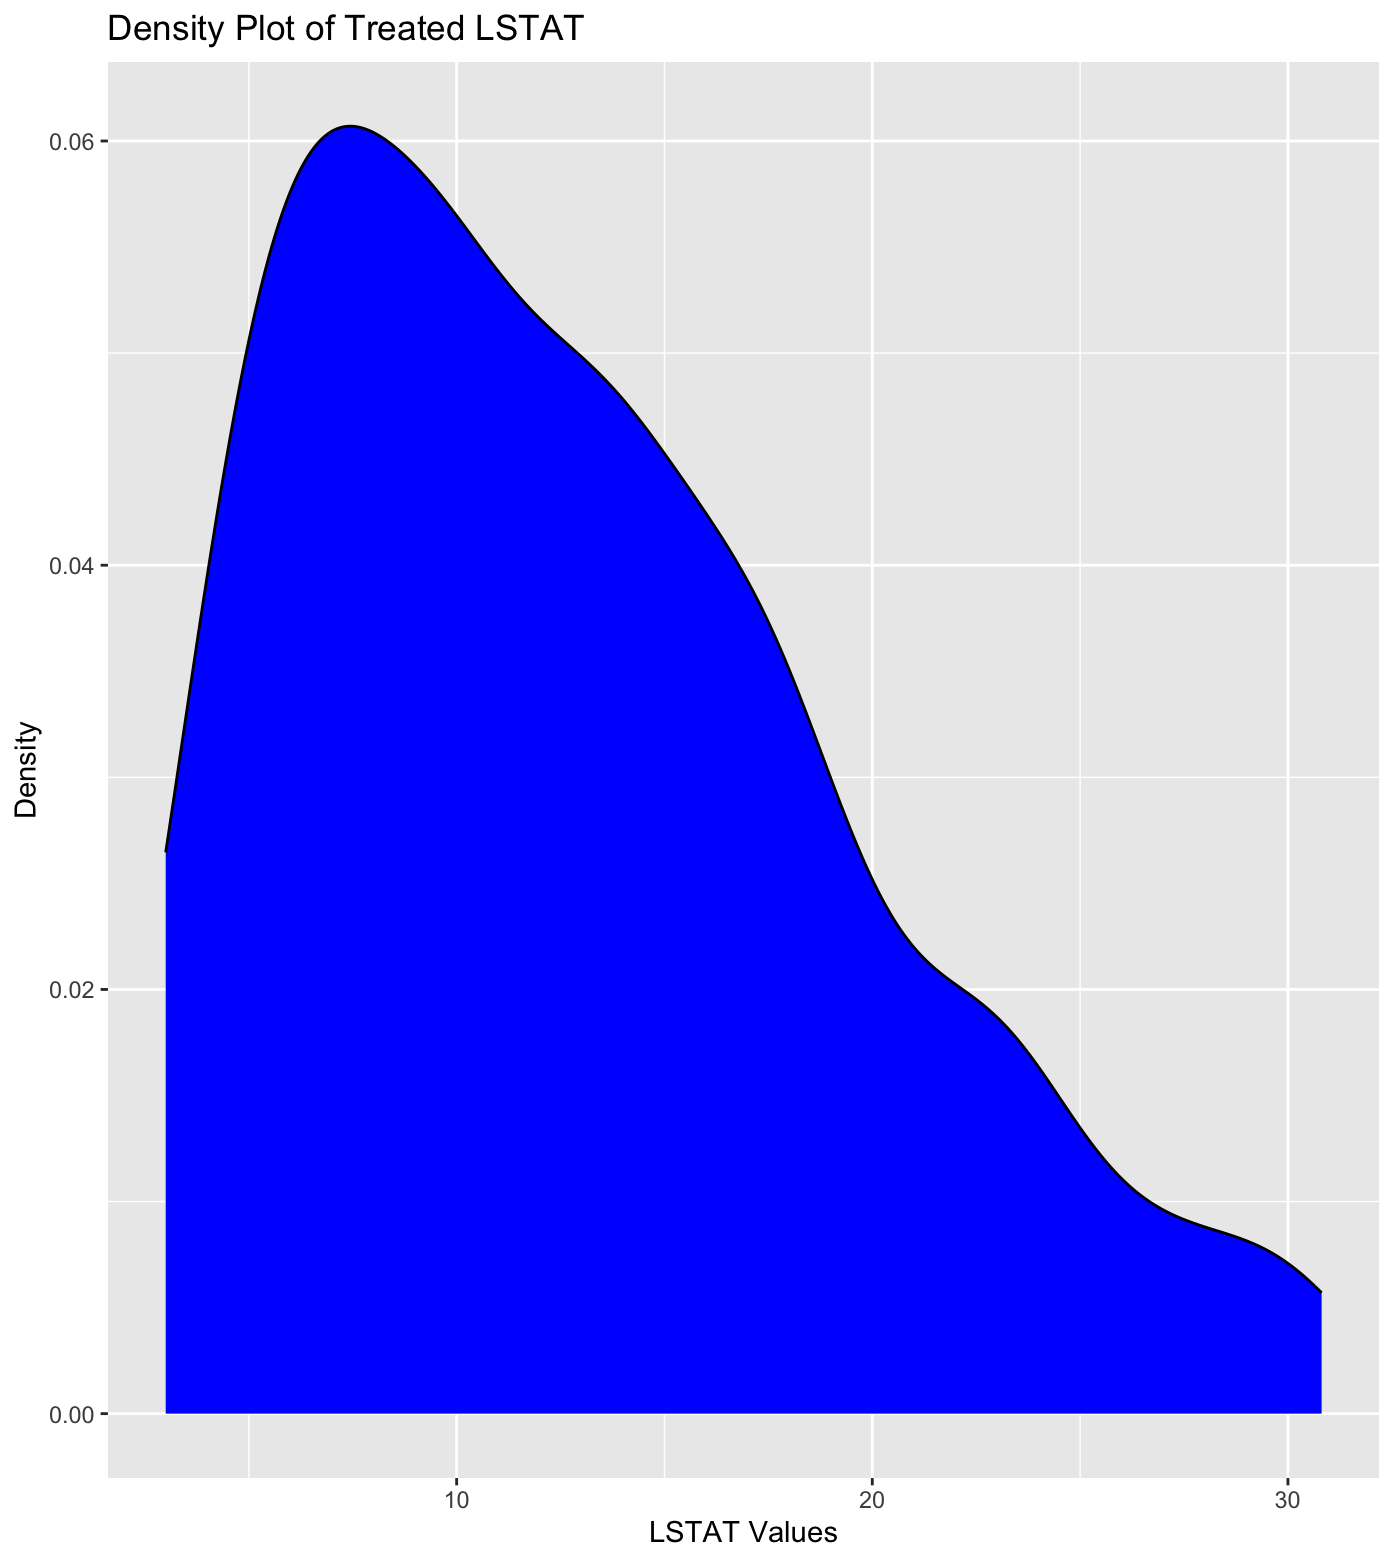 Density Plot of Treated LSTAT
0.06
0.04
0.02
0.00
Density
10 20 30
LSTAT Values